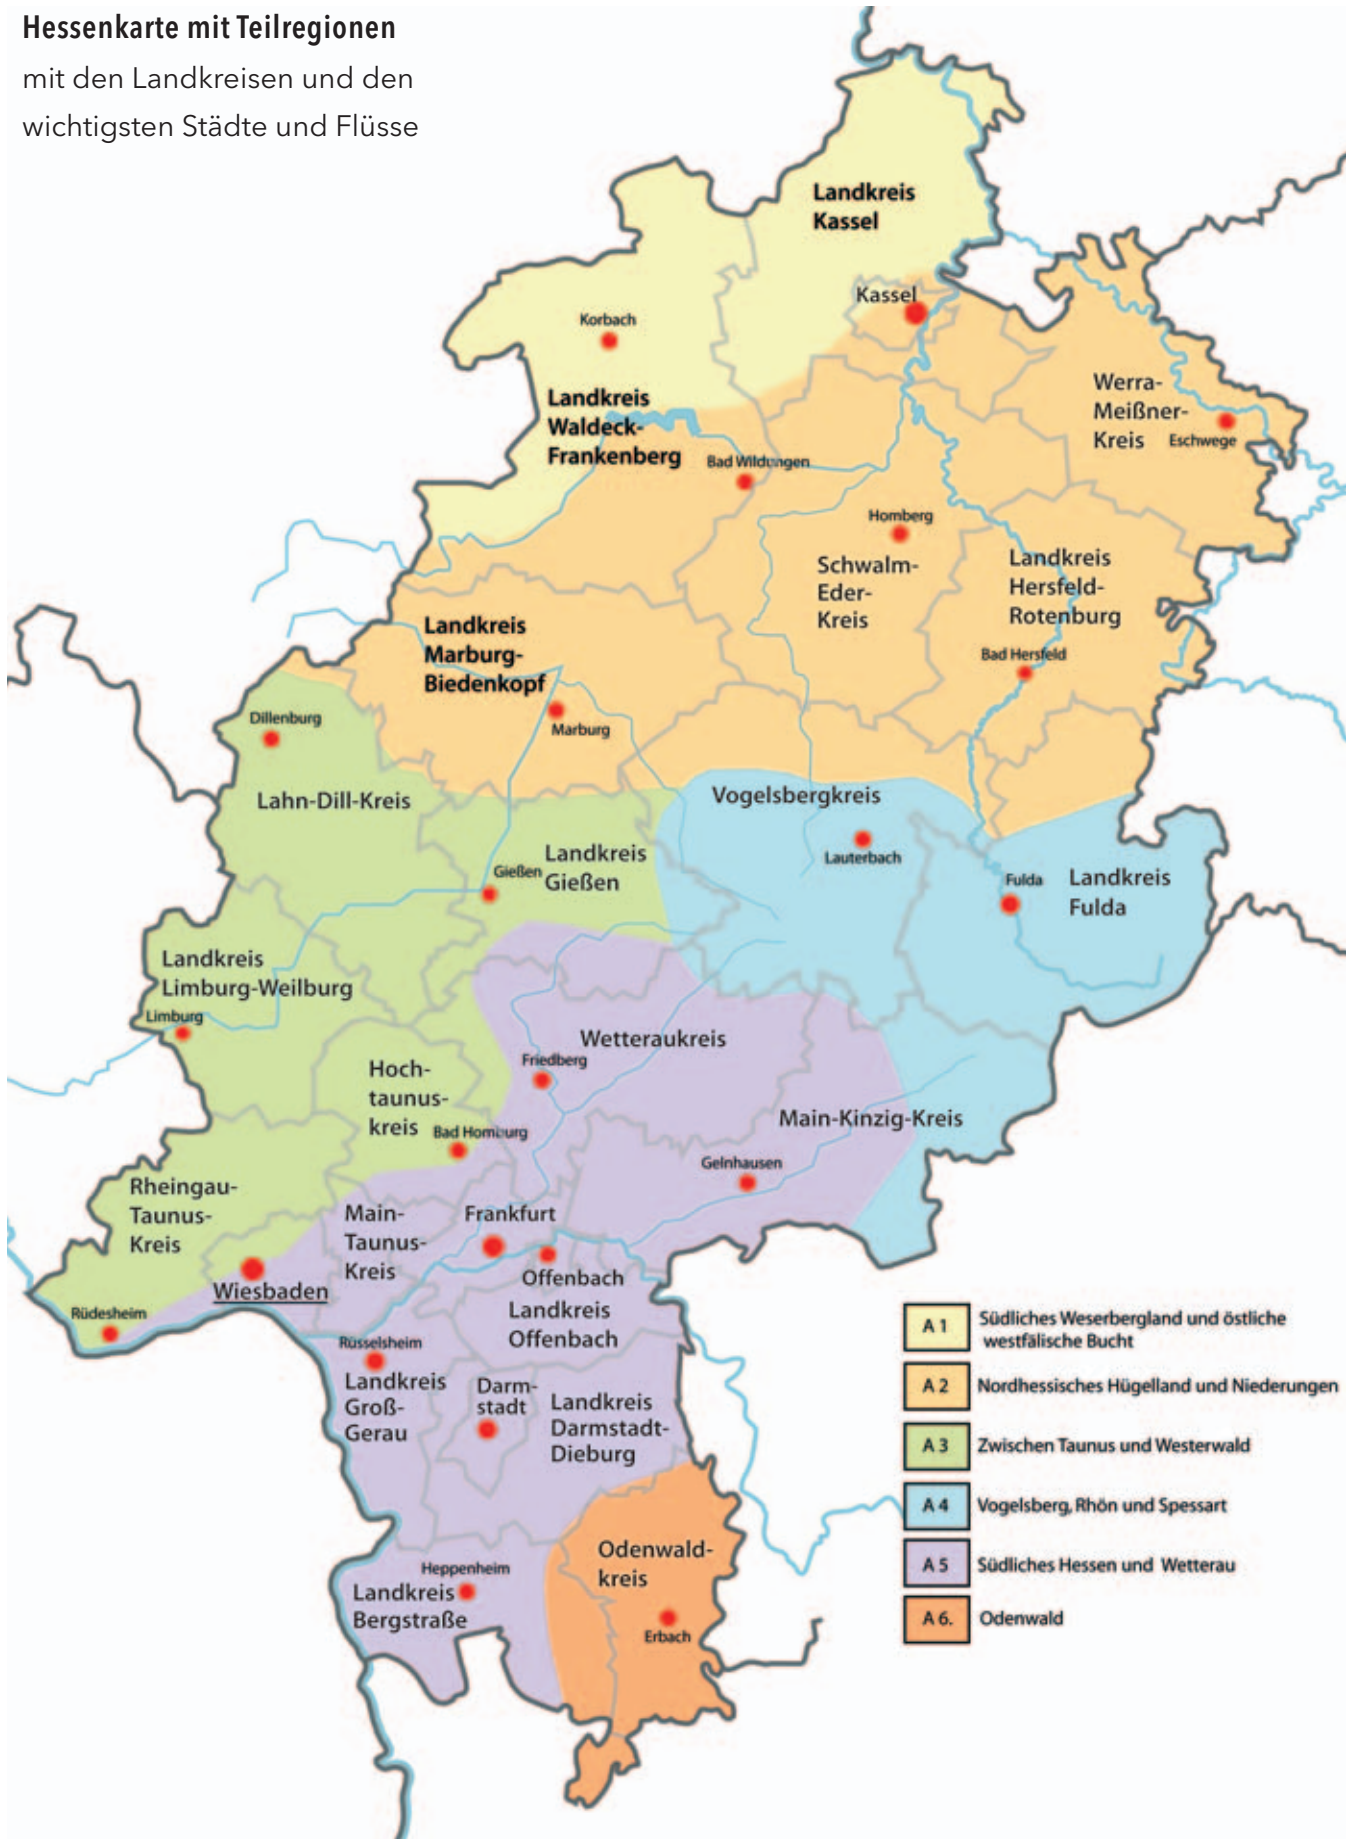 Hessenkarte mit Teilregionen
mit den Landkreisen und den
wichtigsten Städte und Flüsse
Landkreis
Kassel
Kassel
Korbach
Landkreis
Waldeck-
Frankenberg
Bad Wildungen
Werra-
Meißner-
Kreis
Eschwege
Homberg
Schwalm-
Eder-
Kreis
Landkreis
Hersfeld-
Rotenburg
Bad Hersfeld
Landkreis
Marburg-
Biedenkopf
Marburg
Dillenburg
Lahn-Dill-Kreis
Vogelsbergkreis
Lauterbach
Landkreis
Gießen
Gießen
Fulda
Landkreis
Fulda
Landkreis
Limburg-Weilburg
Limburg
Wetteraukreis
Friedberg
Hoch-
taunus-
kreis
Bad Homburg
Main-Kinzig-Kreis
Gelnhausen
Rheingau-
Taunus-
Kreis
Main-
Taunus-
Kreis
Frankfurt
Offenbach
Wiesbaden
Rüdesheim
Landkreis
Offenbach
Rüsselsheim
Landkreis
Groß-
Gerau
Darm-
stadt
Landkreis
Darmstadt-
Dieburg
Odenwald-
kreis
Erbach
Heppenheim
Landkreis
Bergstraße
A 1 Südliches Weserbergland und östliche
westfälische Bucht
A 2 Nordhessisches Hügelland und Niederungen
A 3 Zwischen Taunus und Westerwald
A 4 Vogelsberg, Rhön und Spessart
A 5 Südliches Hessen und Wetterau
A 6. Odenwald